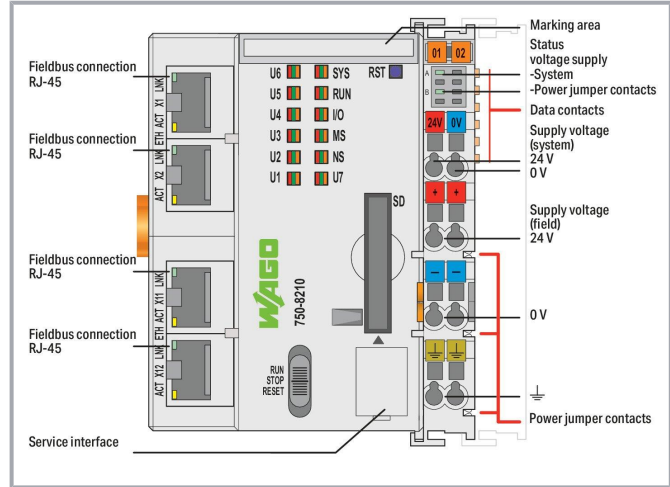 Marking area
Status
voltage supply
-System
-Power jumper contacts
Data contacts
Supply voltage
(system)
24 V
0 V
Supply voltage
(field)
24 V
0 V
Power jumper contacts
Fieldbus connection
RJ-45
Fieldbus connection
RJ-45
Fieldbus connection
RJ-45
Fieldbus connection
RJ-45
Service interface
LNK
X1
ACT
ETH
LNK
X2
ACT
LNK
X11
ACT
ETH
LNK
X12
ACT
U6 SYS
U5 RUN
U4 I/O
U3 MS
U2 NS
U1 U7
RST
SD
WAGO
750-8210
RUN
STOP
RESET
01 02
A
B
24V 0V
+ +
— —